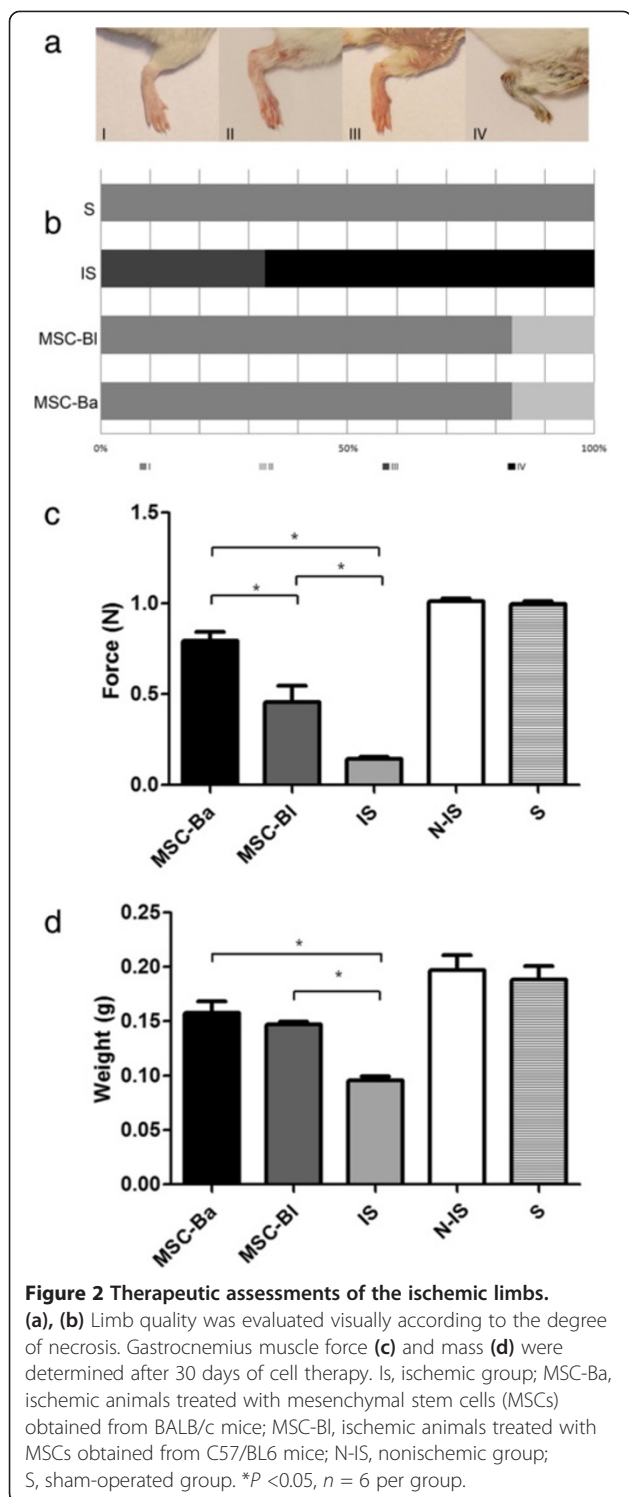 a
I II III IV
b
S
IS
MSC-Bl
MSC-Ba
0% 50% 100%
I II III IV
c
Force (N)
1.5
1.0
0.5
0.0
* * *
MSC-Ba MSC-Bl IS N-IS S
d
Weight (g)
0.25
0.20
0.15
0.10
0.05
0.00
* *
MSC-Ba MSC-Bl IS N-IS S
Figure 2 Therapeutic assessments of the ischemic limbs.
(a), (b) Limb quality was evaluated visually according to the degree
of necrosis. Gastrocnemius muscle force (c) and mass (d) were
determined after 30 days of cell therapy. Is, ischemic group; MSC-Ba,
ischemic animals treated with mesenchymal stem cells (MSCs)
obtained from BALB/c mice; MSC-Bl, ischemic animals treated with
MSCs obtained from C57/BL6 mice; N-IS, nonischemic group;
S, sham-operated group. *P <0.05, n = 6 per group.